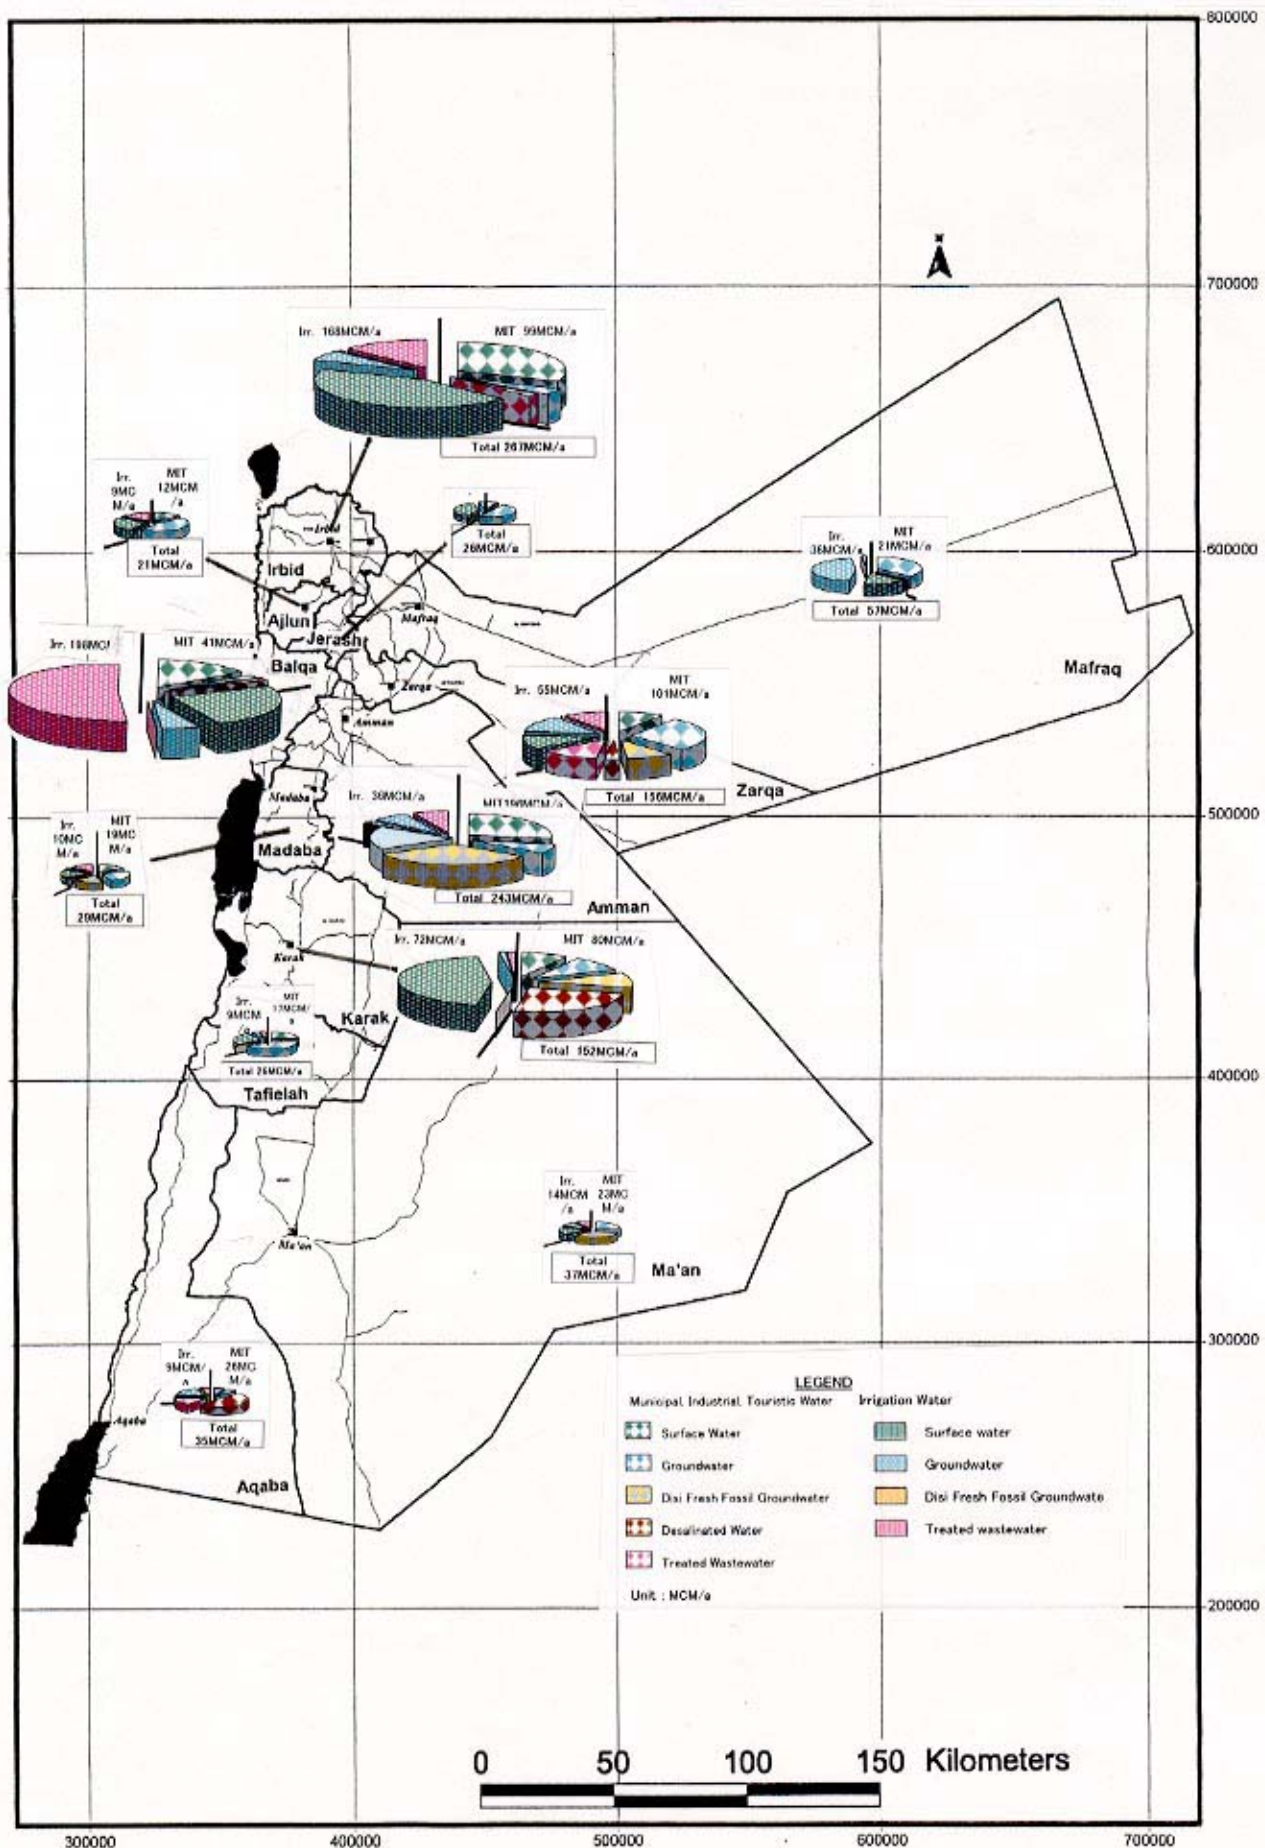 800000
700000
Irr. 168MCM/a
MIT 99MCM/a
Total 267MCM/a
Irr.
9MC
M/a
MIT
12MCM
/a
Total
21MCM/a
Total
26MCM/a
Irr.
36MCM/a
MIT
21MCM/a
Total 57MCM/a
600000
Irbid
Irbid
Ajlun
Jerash
Mafraq
Mafraq
Balqa
MIT 41MCM/a
Zarqa
Amman
Irr. 55MCM/a
MIT
101MCM/a
Total 156MCM/a
Zarqa
500000
Madaba
Irr. 36MCM/a
Madaba
Irr.
10MC
M/a
MIT
19MC
M/a
Total
29MCM/a
Total 243MCM/a
Amman
Irr. 72MCM/a
MIT 80MCM/a
Total 152MCM/a
Karak
Karak
Irr.
9MCM
MIT
17MCM/
a
Total 26MCM/a
Tafielah
400000
Irr.
14MCM
/a
MIT
23MC
M/a
Total
37MCM/a
Ma'an
Ma'an
300000
Irr.
9MCM/
a
MIT
26MC
M/a
Total
35MCM/a
Aqaba
Aqaba
LEGEND
Municipal, Industrial, Touristic Water
Irrigation Water
Surface Water
Surface water
Groundwater
Groundwater
Disi Fresh Fossil Groundwater
Disi Fresh Fossil Groundwate
Desalinated Water
Treated wastewater
Treated Wastewater
Unit : MCM/a
200000
0 50 100 150 Kilometers
300000 400000 500000 600000 700000